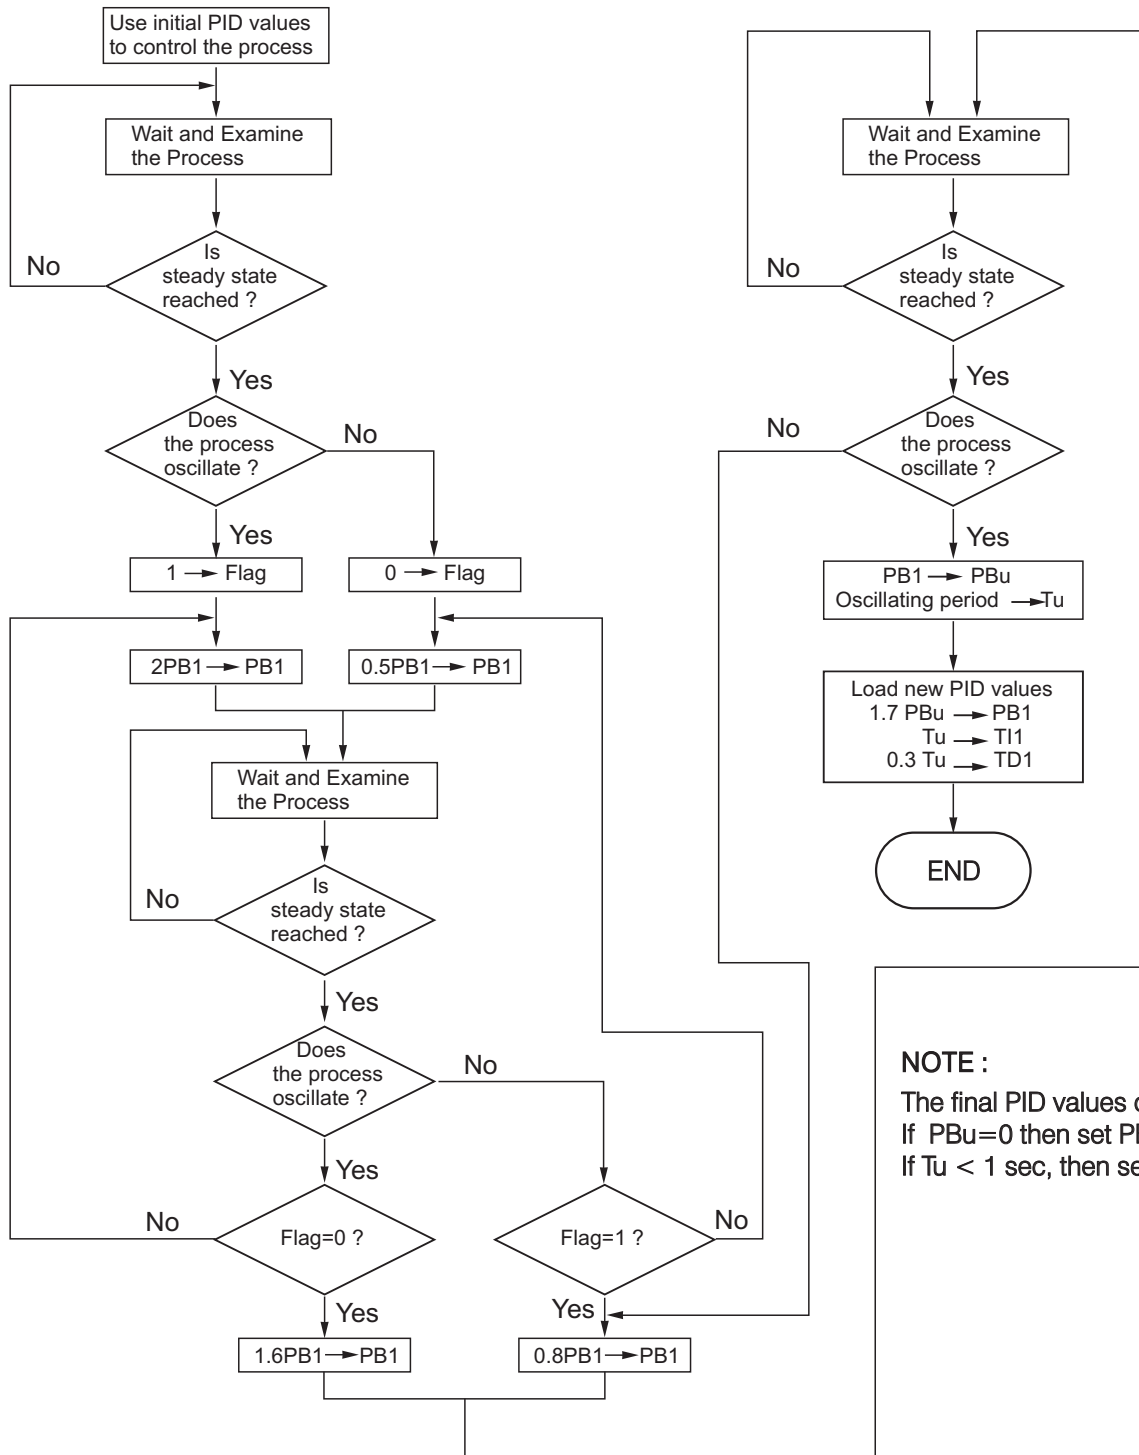 Use initial PID values
to control the process
Wait and Examine
the Process
Is
steady state
reached ?
No
Yes
Does
the process
oscillate ?
No
Yes
1 → Flag
0 → Flag
2PB1 → PB1
0.5PB1 → PB1
Wait and Examine
the Process
Is
steady state
reached ?
No
Yes
Does
the process
oscillate ?
No
Yes
Flag=0 ?
No
Yes
Flag=1 ?
No
Yes
1.6PB1 → PB1
0.8PB1 → PB1
Wait and Examine
the Process
Is
steady state
reached ?
No
Yes
Does
the process
oscillate ?
No
Yes
PB1 → PBu
Oscillating period → Tu
Load new PID values
1.7 PBu → PB1
Tu → TI1
0.3 Tu → TD1
END
NOTE :
The final PID values
If PBu=0 then set
If Tu < 1 sec, then